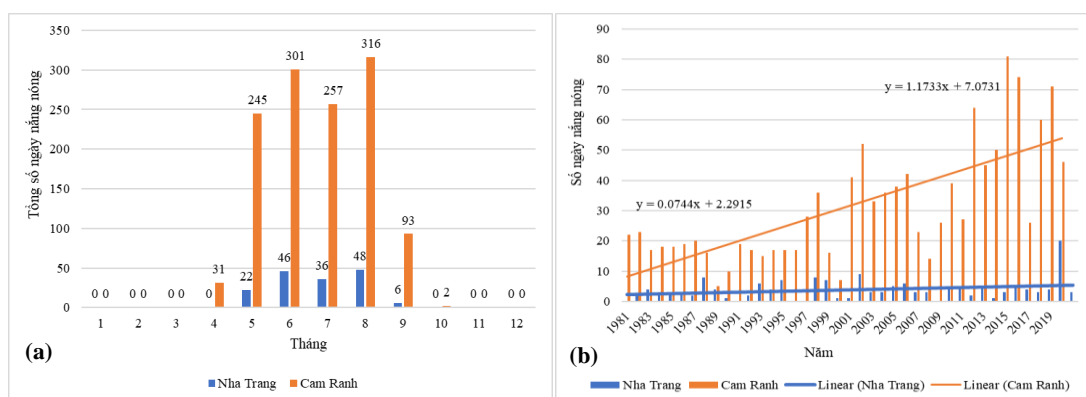 350
300
250
200
150
100
50
0
Tổng số ngày nắng nóng
0 0
0 0
0 0
0 31
22 245
46 301
36 257
48 316
6 93
0 2
0 0
0 0
1 2 3 4 5 6 7 8 9 10 11 12
Tháng
(a)
Nha Trang Cam Ranh
90
80
70
60
50
40
30
20
10
0
Số ngày nắng nóng
y = 1.1733x + 7.0731
y = 0.0744x + 2.2915
1981 1983 1985 1987 1989 1991 1993 1995 1997 1999 2001 2003 2005 2007 2009 2011 2013 2015 2017 2019
Năm
(b)
Nha Trang Cam Ranh Linear (Nha Trang) Linear (Cam Ranh)